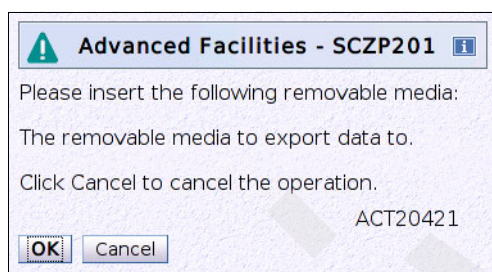 Advanced Facilities - SCZP201 i
Please insert the following removable media:
The removable media to export data to.
Click Cancel to cancel the operation.
ACT20421
OK Cancel